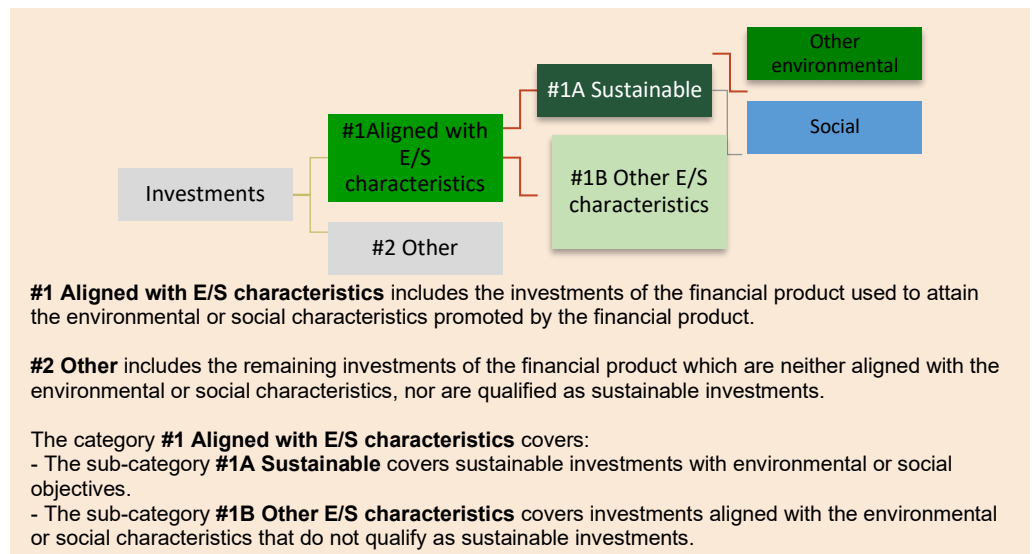 Other
environmental
#1A Sustainable
Social
#1Aligned with
E/S
characteristics
#1B Other E/S
characteristics
Investments
#2 Other
#1 Aligned with E/S characteristics includes the investments of the financial product used to attain
the environmental or social characteristics promoted by the financial product.
#2 Other includes the remaining investments of the financial product which are neither aligned with the
environmental or social characteristics, nor are qualified as sustainable investments.
The category #1 Aligned with E/S characteristics covers:
- The sub-category #1A Sustainable covers sustainable investments with environmental or social
objectives.
- The sub-category #1B Other E/S characteristics covers investments aligned with the environmental
or social characteristics that do not qualify as sustainable investments.